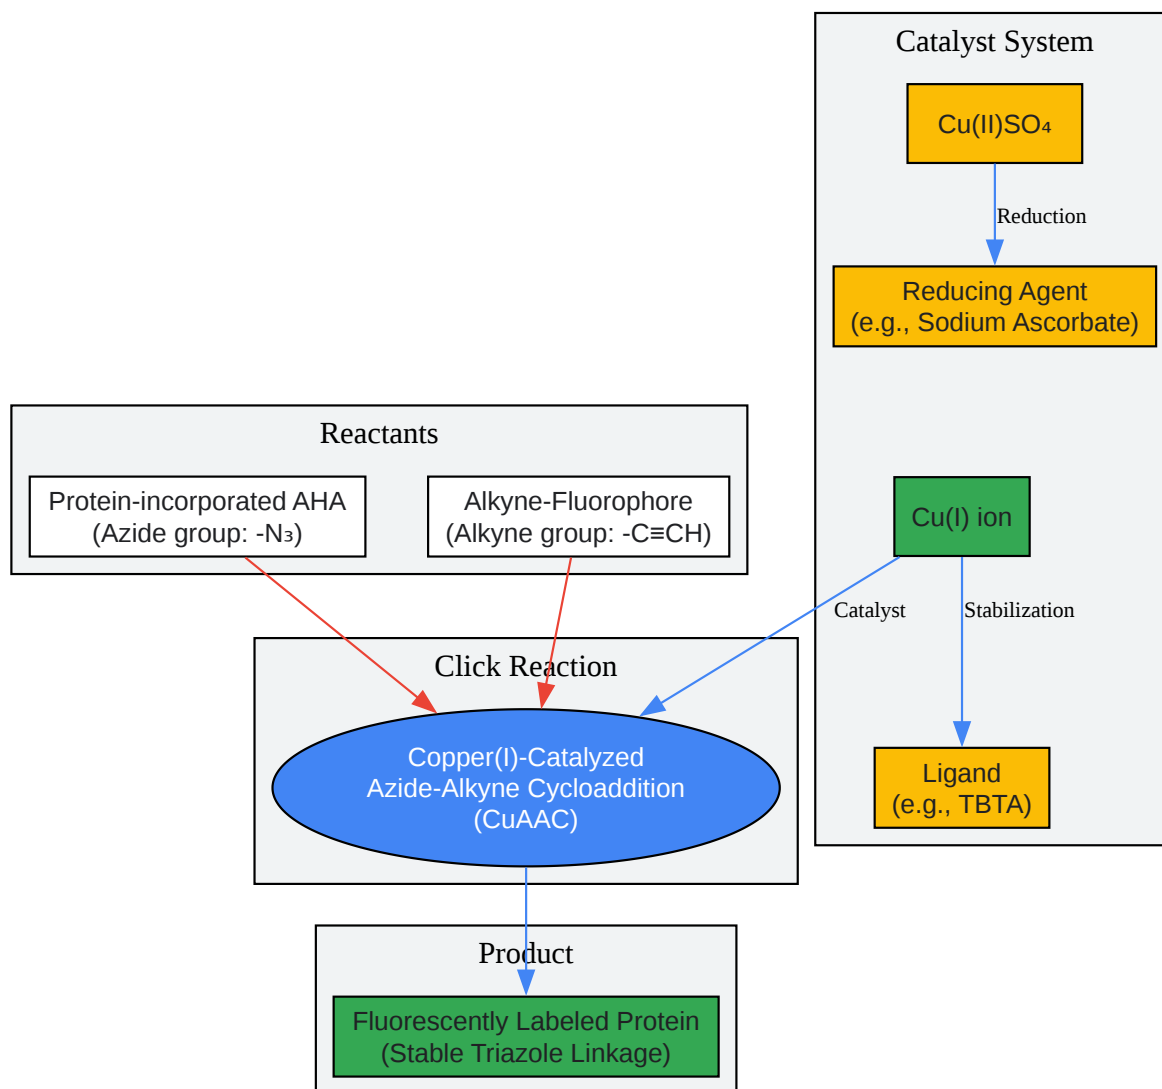 Catalyst System
Cu(II)SO₄
Reduction
Reducing Agent
(e.g., Sodium Ascorbate)
Reactants
Protein-incorporated AHA
(Azide group: -N₃)
Alkyne-Fluorophore
(Alkyne group: -C≡CH)
Cu(I) ion
Catalyst
Stabilization
Click Reaction
Copper(I)-Catalyzed
Azide-Alkyne Cycloaddition
(CuAAC)
Ligand
(e.g., TBTA)
Product
Fluorescently Labeled Protein
(Stable Triazole Linkage)